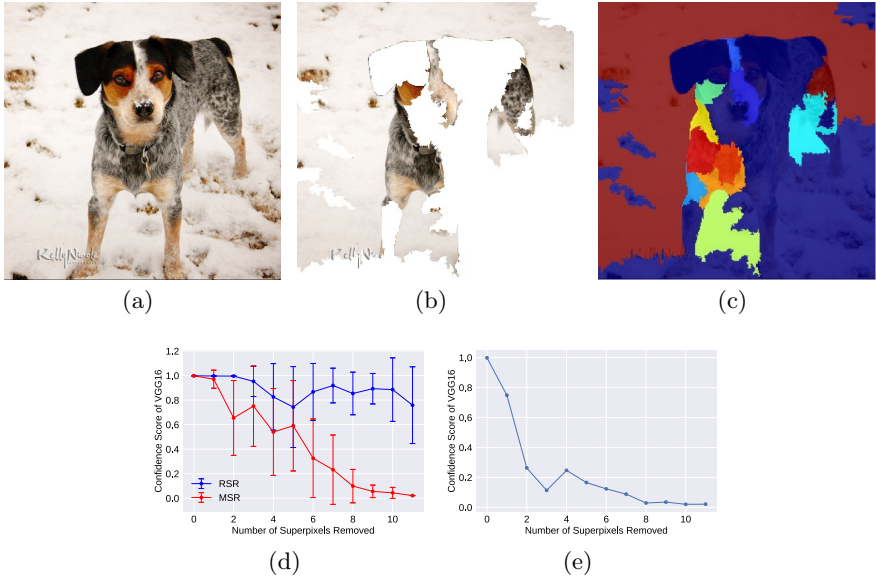 KellyNicole
KellyNi
(a)
(b)
(c)
1.2
1.0
0.8
0.6
0.4
0.2
0.0
0
2
4
6
8
10
Confidence Score of VGG16
Number of Superpixels Removed
RSR
MSR
1,0
0,8
0,6
0,4
0,2
0,0
0
2
4
6
8
10
Confidence Score of VGG16
Number of Superpixels Removed
(d)
(e)